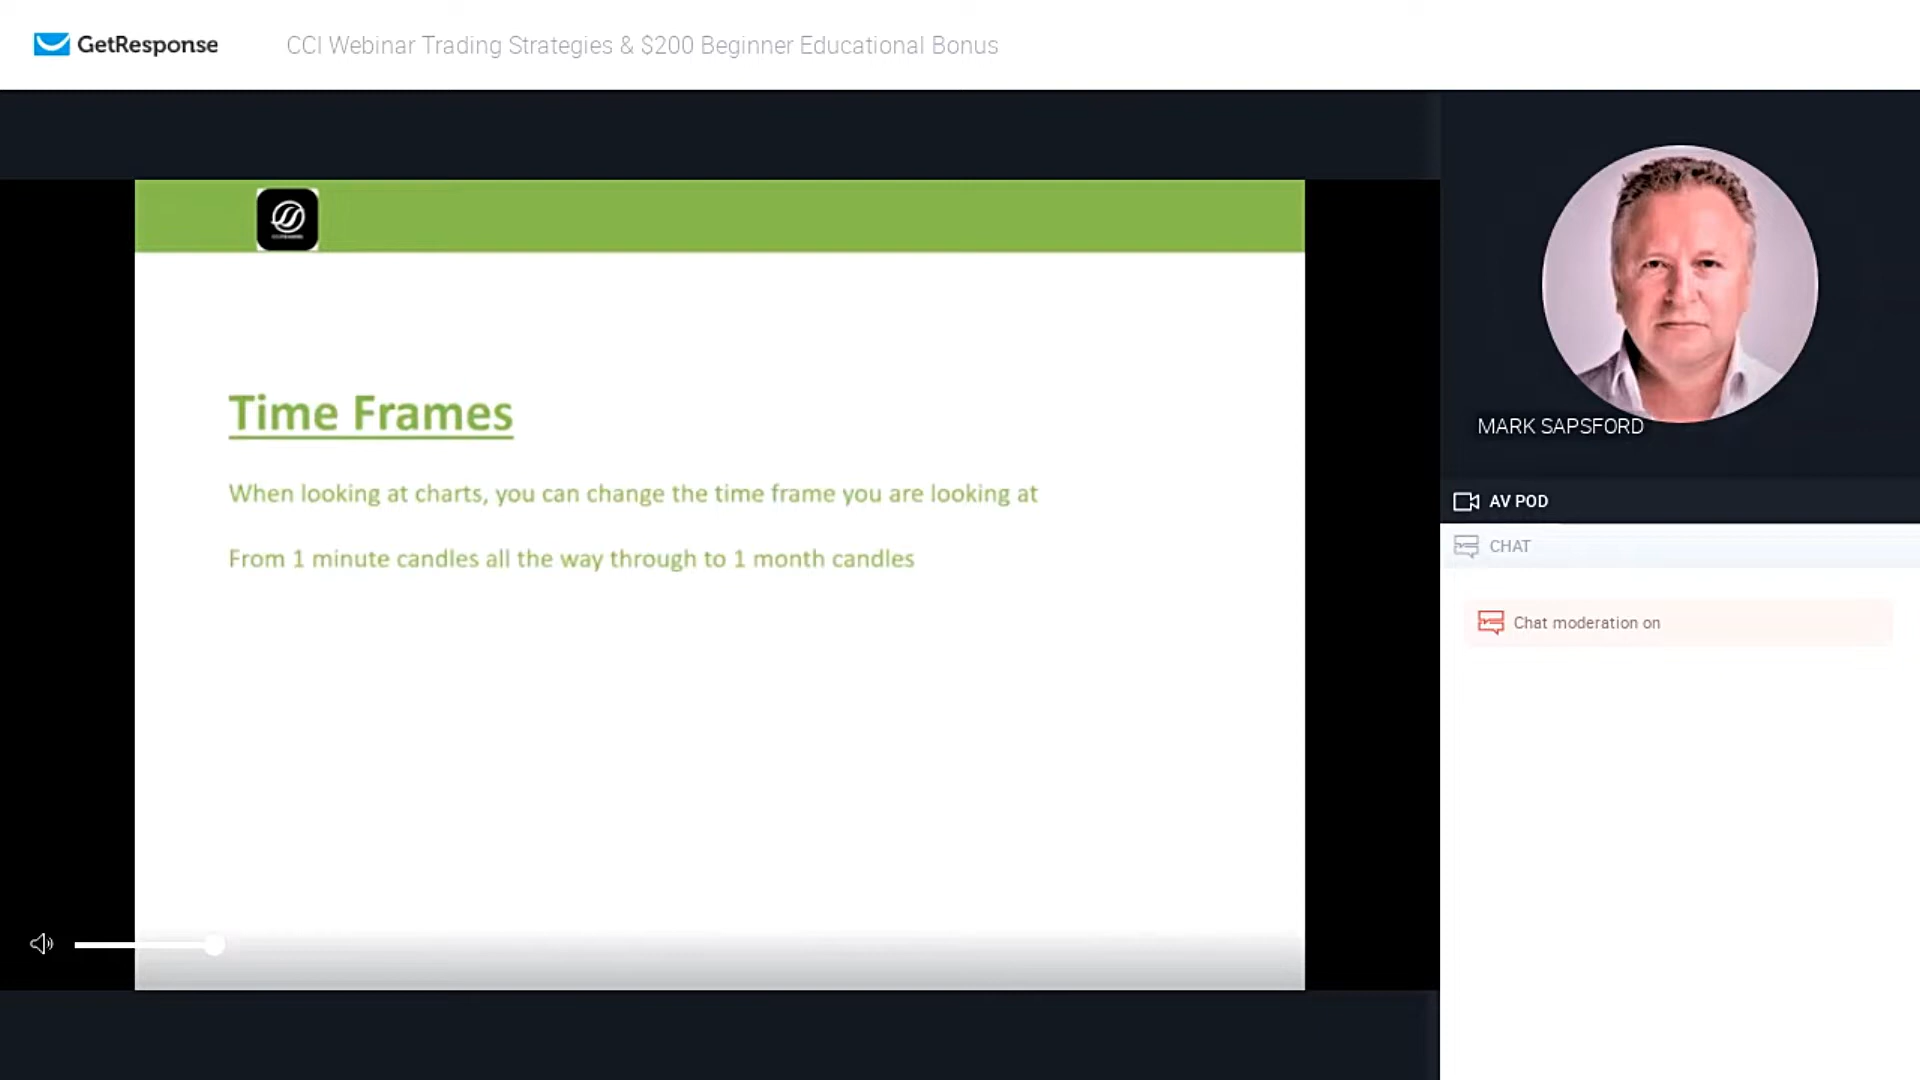 GetResponse
CCI Webinar Trading Strategies & $200 Beginner Educational Bonus
Time Frames
When looking at charts, you can change the time frame you are looking at
From 1 minute candles all the way through to 1 month candles
MARK SAPSFORD
AV POD
CHAT
Chat moderation on